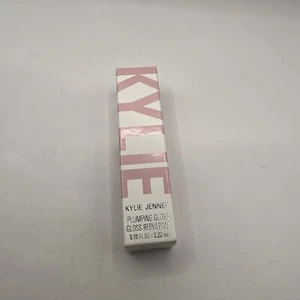 KYLIE
KYLIE JENNER
PLUMPING GLOSS
GLOSS REPULPANT